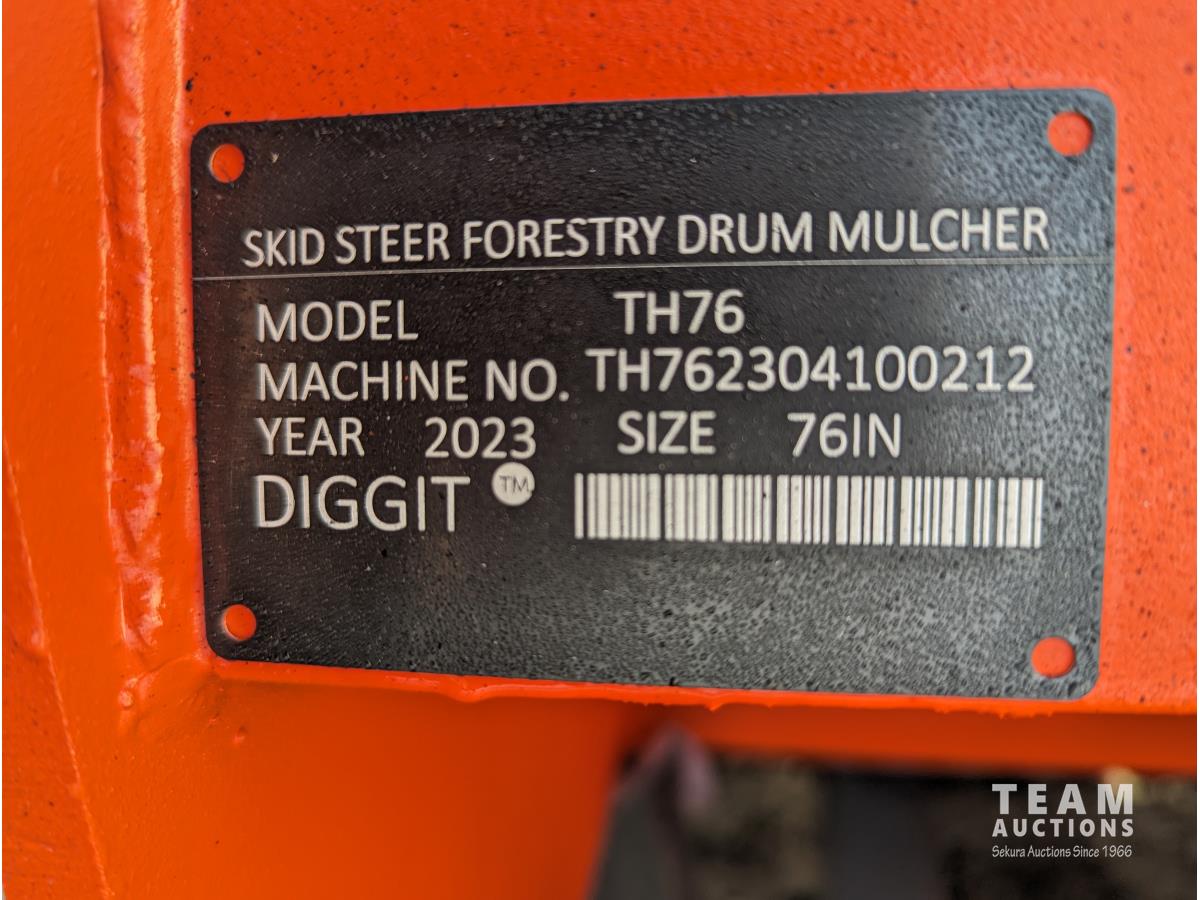 SKID STEER FORESTRY DRUM MULCHER
MODEL TH76
MACHINE NO. TH762304100212
YEAR 2023 SIZE 76IN
DIGGIT TM
TEAM
AUCTIONS
Sekura Auctions Since 1966